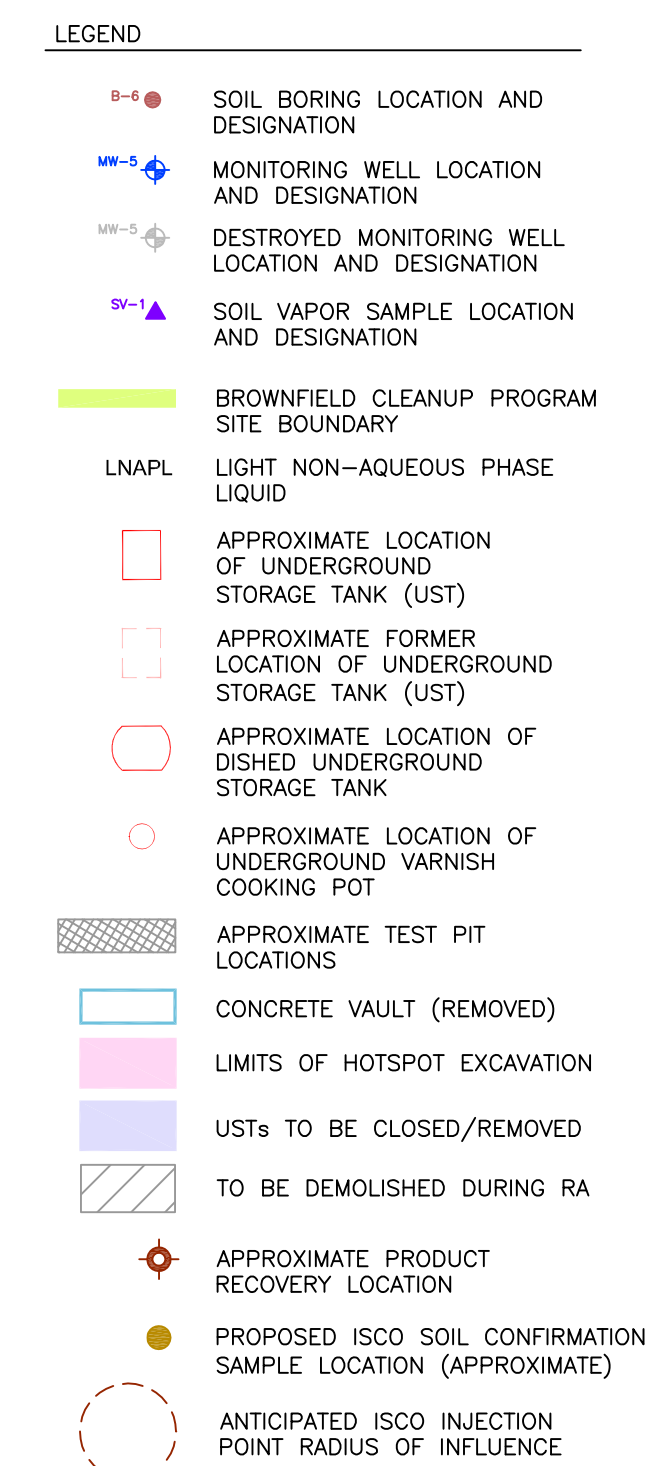 LEGEND
B-6
SOIL BORING LOCATION AND
DESIGNATION
MW-5
MONITORING WELL LOCATION
AND DESIGNATION
MW-5
DESTROYED MONITORING WELL
LOCATION AND DESIGNATION
SV-1
SOIL VAPOR SAMPLE LOCATION
AND DESIGNATION
BROWNFIELD CLEANUP PROGRAM
SITE BOUNDARY
LNAPL
LIGHT NON-AQUEOUS PHASE
LIQUID
APPROXIMATE LOCATION
OF UNDERGROUND
STORAGE TANK (UST)
APPROXIMATE FORMER
LOCATION OF UNDERGROUND
STORAGE TANK (UST)
APPROXIMATE LOCATION OF
DISHED UNDERGROUND
STORAGE TANK
APPROXIMATE LOCATION OF
UNDERGROUND VARNISH
COOKING POT
APPROXIMATE TEST PIT
LOCATIONS
CONCRETE VAULT (REMOVED)
LIMITS OF HOTSPOT EXCAVATION
USTs TO BE CLOSED/REMOVED
TO BE DEMOLISHED DURING RA
APPROXIMATE PRODUCT
RECOVERY LOCATION
PROPOSED ISCO SOIL CONFIRMATION
SAMPLE LOCATION (APPROXIMATE)
ANTICIPATED ISCO INJECTION
POINT RADIUS OF INFLUENCE